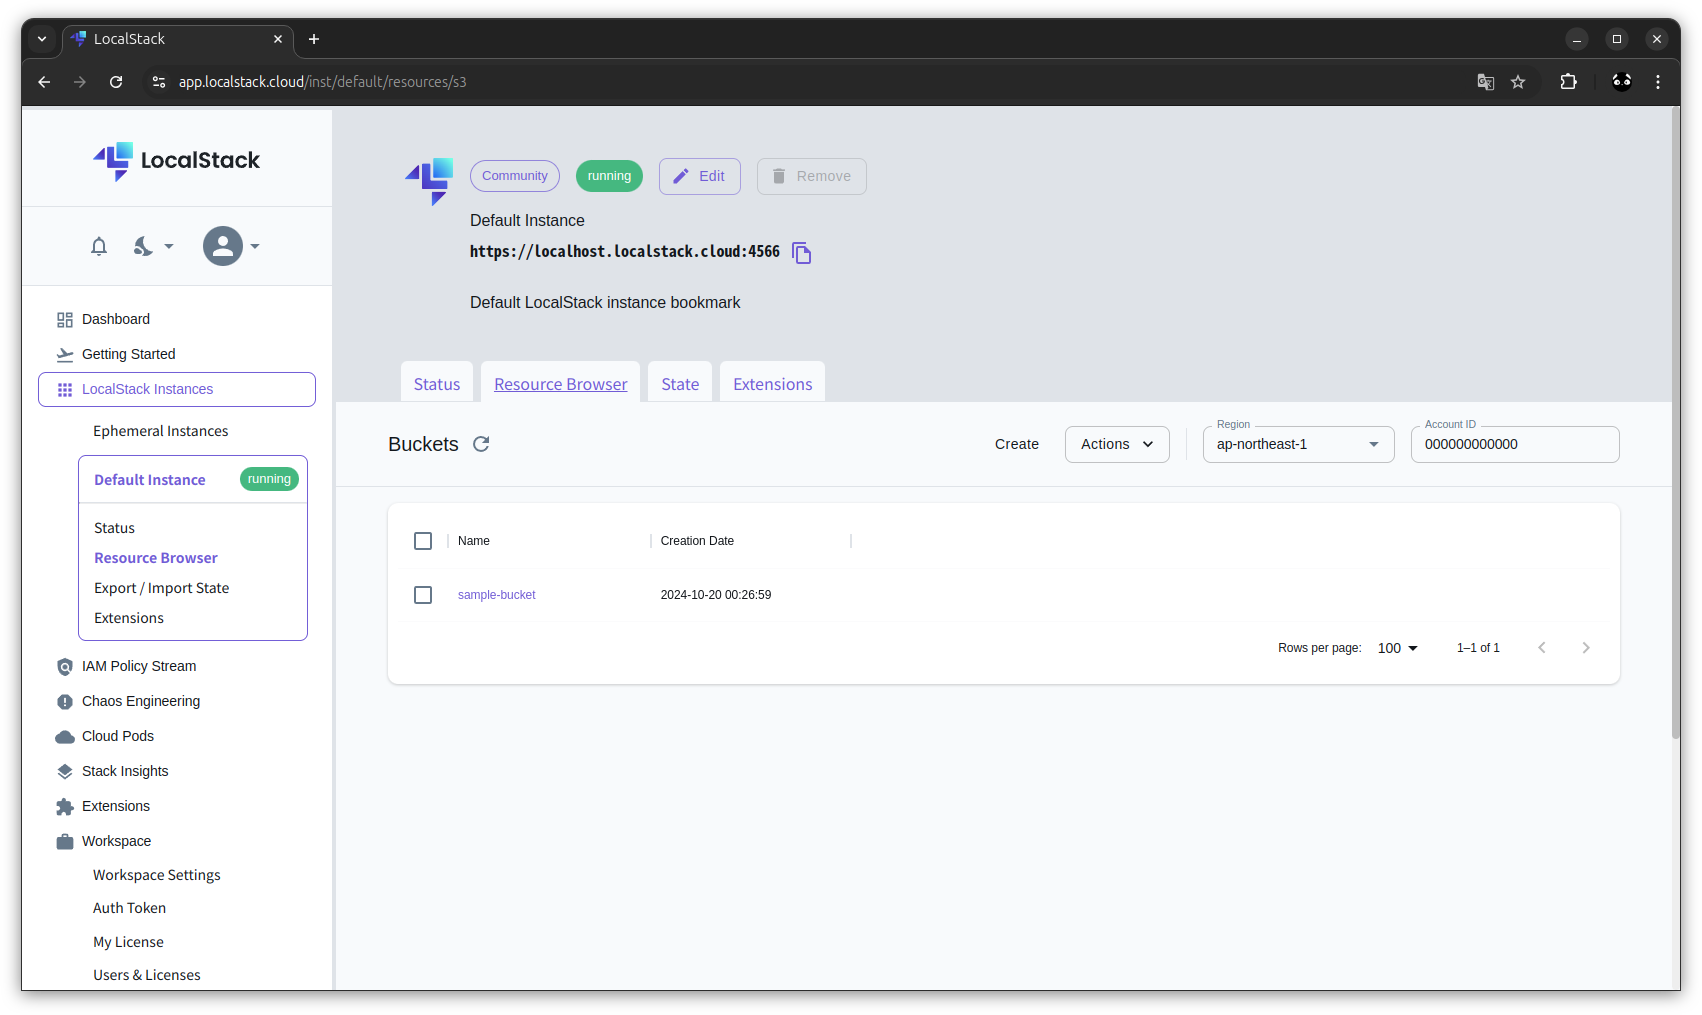 LocalStack
app.localstack.cloud/inst/default/resources/s3
LocalStack
Dashboard
Getting Started
LocalStack Instances
Ephemeral Instances
Default Instance running
Status
Resource Browser
Export / Import State
Extensions
IAM Policy Stream
Chaos Engineering
Cloud Pods
Stack Insights
Extensions
Workspace
Workspace Settings
Auth Token
My License
Users & Licenses
Community running Edit Remove
Default Instance
https://localhost.localstack.cloud:4566
Default LocalStack instance bookmark
Status Resource Browser State Extensions
Buckets Create Actions
Region
ap-northeast-1
Account ID
000000000000
Name Creation Date
sample-bucket 2024-10-20 00:26:59
Rows per page: 100 1–1 of 1